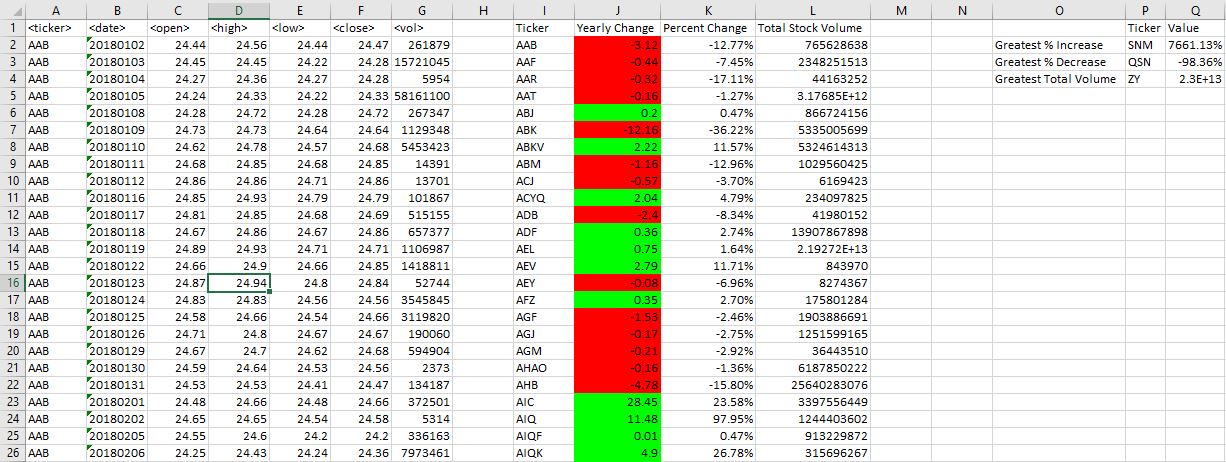 A B C D E F G H I J K L M N O P Q
1 <ticker> <date> <open> <high> <low> <close> <vol> Ticker Yearly Change Percent Change Total Stock Volume Ticker Value
2 AAB 20180102 24.44 24.56 24.44 24.47 261879 AAB -3.12 -12.77% 765628638 Greatest % Increase SNM 7661.13%
3 AAB 20180103 24.45 24.45 24.22 24.28 15721045 AAF -0.44 -7.45% 2348251513 Greatest % Decrease QSN -98.36%
4 AAB 20180104 24.27 24.36 24.27 24.28 5954 AAR -0.32 -17.11% 44163252 Greatest Total Volume ZY 2.3E+13
5 AAB 20180105 24.24 24.33 24.22 24.33 58161100 AAT -0.16 -1.27% 3.17685E+12
6 AAB 20180108 24.28 24.72 24.28 24.72 267347 ABJ 0.2 0.47% 866724156
7 AAB 20180109 24.73 24.73 24.64 24.64 1129348 ABK -12.16 -36.22% 5335005699
8 AAB 20180110 24.62 24.78 24.57 24.68 5453423 ABKV 2.22 11.57% 5324614313
9 AAB 20180111 24.68 24.85 24.68 24.85 14391 ABM -1.16 -12.96% 1029560425
10 AAB 20180112 24.86 24.86 24.71 24.86 13701 ACJ -0.57 -3.70% 6169423
11 AAB 20180116 24.85 24.93 24.79 24.79 101867 ACYQ 2.04 4.79% 234097825
12 AAB 20180117 24.81 24.85 24.68 24.69 515155 ADB -2.4 -8.34% 41980152
13 AAB 20180118 24.67 24.86 24.67 24.86 657377 ADF 0.36 2.74% 13907867898
14 AAB 20180119 24.89 24.93 24.71 24.71 1106987 AEL 0.75 1.64% 2.19272E+13
15 AAB 20180122 24.66 24.9 24.66 24.85 1418811 AEV 2.79 11.71% 843970
16 AAB 20180123 24.87 24.94 24.8 24.84 52744 AEY -0.08 -6.96% 8274367
17 AAB 20180124 24.83 24.83 24.56 24.56 3545845 AFZ 0.35 2.70% 175801284
18 AAB 20180125 24.58 24.66 24.54 24.66 3119820 AGF -1.53 -2.46% 1903886691
19 AAB 20180126 24.71 24.8 24.67 24.67 190060 AGJ -0.17 -2.75% 1251599165
20 AAB 20180129 24.67 24.7 24.62 24.68 594904 AGM -0.21 -2.92% 36443510
21 AAB 20180130 24.59 24.64 24.53 24.56 2373 AHAO -0.16 -1.36% 6187850222
22 AAB 20180131 24.53 24.53 24.41 24.47 134187 AHB -4.78 -15.80% 25640283076
23 AAB 20180201 24.48 24.66 24.48 24.66 372501 AIC 28.45 23.58% 3397556449
24 AAB 20180202 24.65 24.65 24.54 24.58 5314 AIQ 11.48 97.95% 1244403602
25 AAB 20180205 24.55 24.6 24.2 24.2 336163 AIQF 0.01 0.47% 913229872
26 AAB 20180206 24.25 24.43 24.24 24.36 7973461 AIQK 4.9 26.78% 315696267